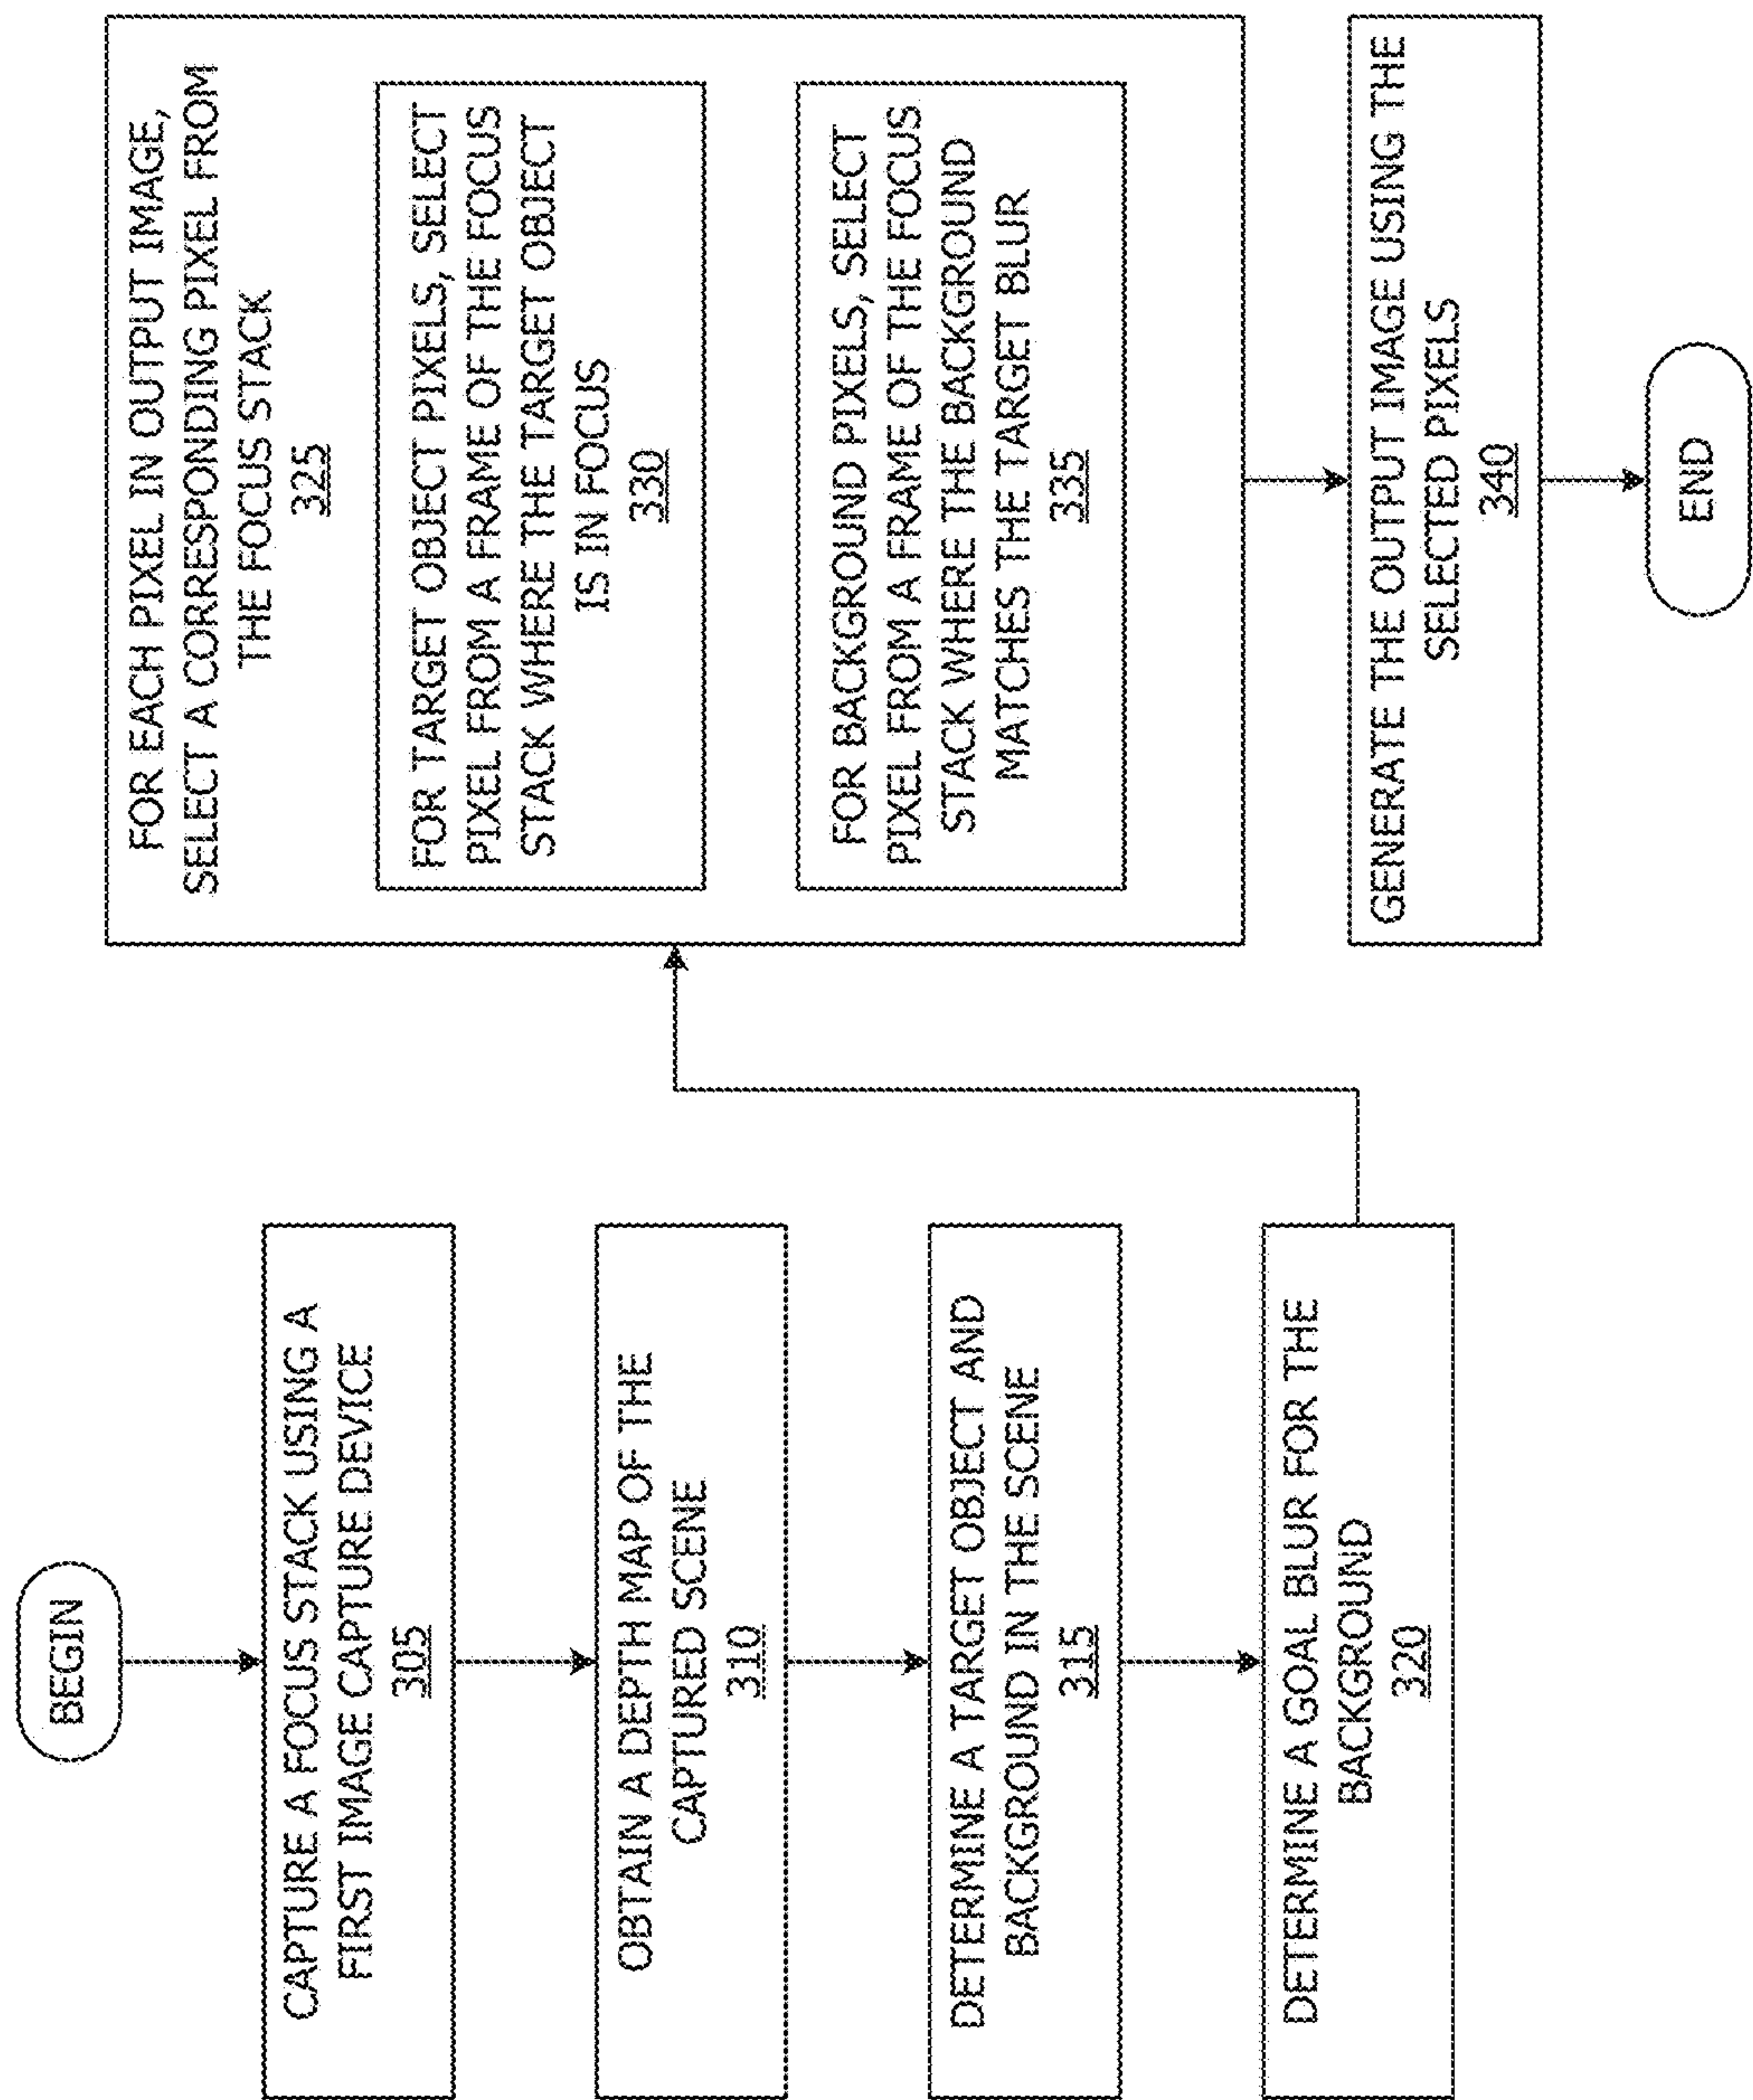 BEGIN
CAPTURE A FOCUS STACK USING A
FIRST IMAGE CAPTURE DEVICE
305
OBTAIN A DEPTH MAP OF THE
CAPTURED SCENE
310
DETERMINE A TARGET OBJECT AND
BACKGROUND IN THE SCENE
315
DETERMINE A GOAL BLUR FOR THE
BACKGROUND
320
FOR EACH PIXEL IN OUTPUT IMAGE,
SELECT A CORRESPONDING PIXEL FROM
THE FOCUS STACK
325
FOR TARGET OBJECT PIXELS, SELECT
PIXEL FROM A FRAME OF THE FOCUS
STACK WHERE THE TARGET OBJECT
IS IN FOCUS
330
FOR BACKGROUND PIXELS, SELECT
PIXEL FROM A FRAME OF THE FOCUS
STACK WHERE THE BACKGROUND
MATCHES THE TARGET BLUR
335
GENERATE THE OUTPUT IMAGE USING THE
SELECTED PIXELS
340
END